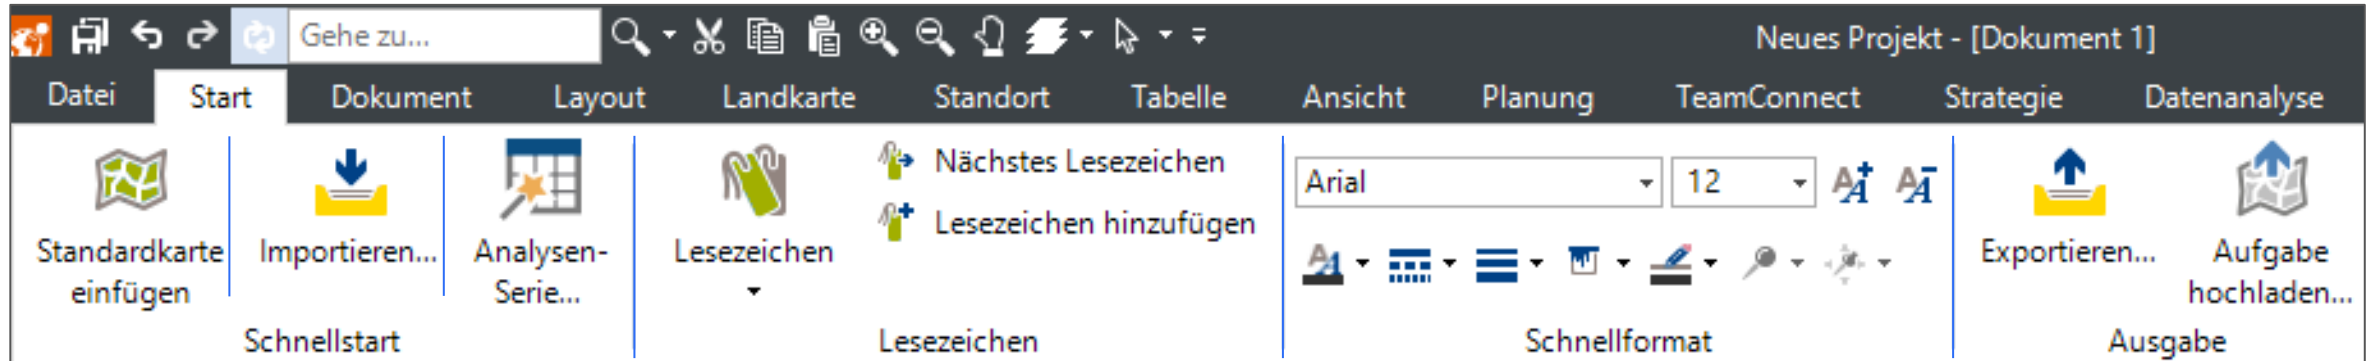 Gehe zu...
Neues Projekt - [Dokument 1]
Datei Start Dokument Layout Landkarte Standort Tabelle Ansicht Planung TeamConnect Strategie Datenanalyse
Standardkarte
einfügen
Importieren...
Analysen-
Serie...
Schnellstart
Lesezeichen
Nächstes Lesezeichen
Lesezeichen hinzufügen
Lesezeichen
Arial
12
Schnellformat
Exportieren...
Aufgabe
hochladen...
Ausgabe